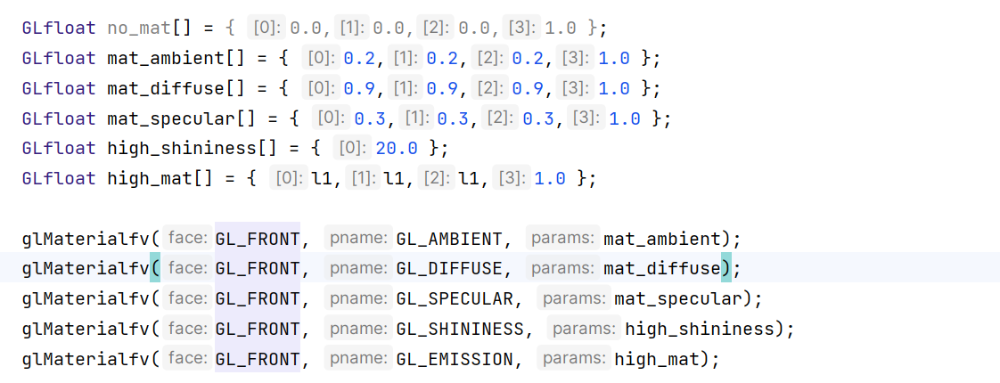 GLfloat no_mat[] = { [0]: 0.0, [1]: 0.0, [2]: 0.0, [3]: 1.0 };
GLfloat mat_ambient[] = { [0]: 0.2, [1]: 0.2, [2]: 0.2, [3]: 1.0 };
GLfloat mat_diffuse[] = { [0]: 0.9, [1]: 0.9, [2]: 0.9, [3]: 1.0 };
GLfloat mat_specular[] = { [0]: 0.3, [1]: 0.3, [2]: 0.3, [3]: 1.0 };
GLfloat high_shininess[] = { [0]: 20.0 };
GLfloat high_mat[] = { [0]: l1, [1]: l1, [2]: l1, [3]: 1.0 };
glMaterialfv( face: GL_FRONT, pname: GL_AMBIENT, params: mat_ambient);
glMaterialfv( face: GL_FRONT, pname: GL_DIFFUSE, params: mat_diffuse);
glMaterialfv( face: GL_FRONT, pname: GL_SPECULAR, params: mat_specular);
glMaterialfv( face: GL_FRONT, pname: GL_SHININESS, params: high_shininess);
glMaterialfv( face: GL_FRONT, pname: GL_EMISSION, params: high_mat);